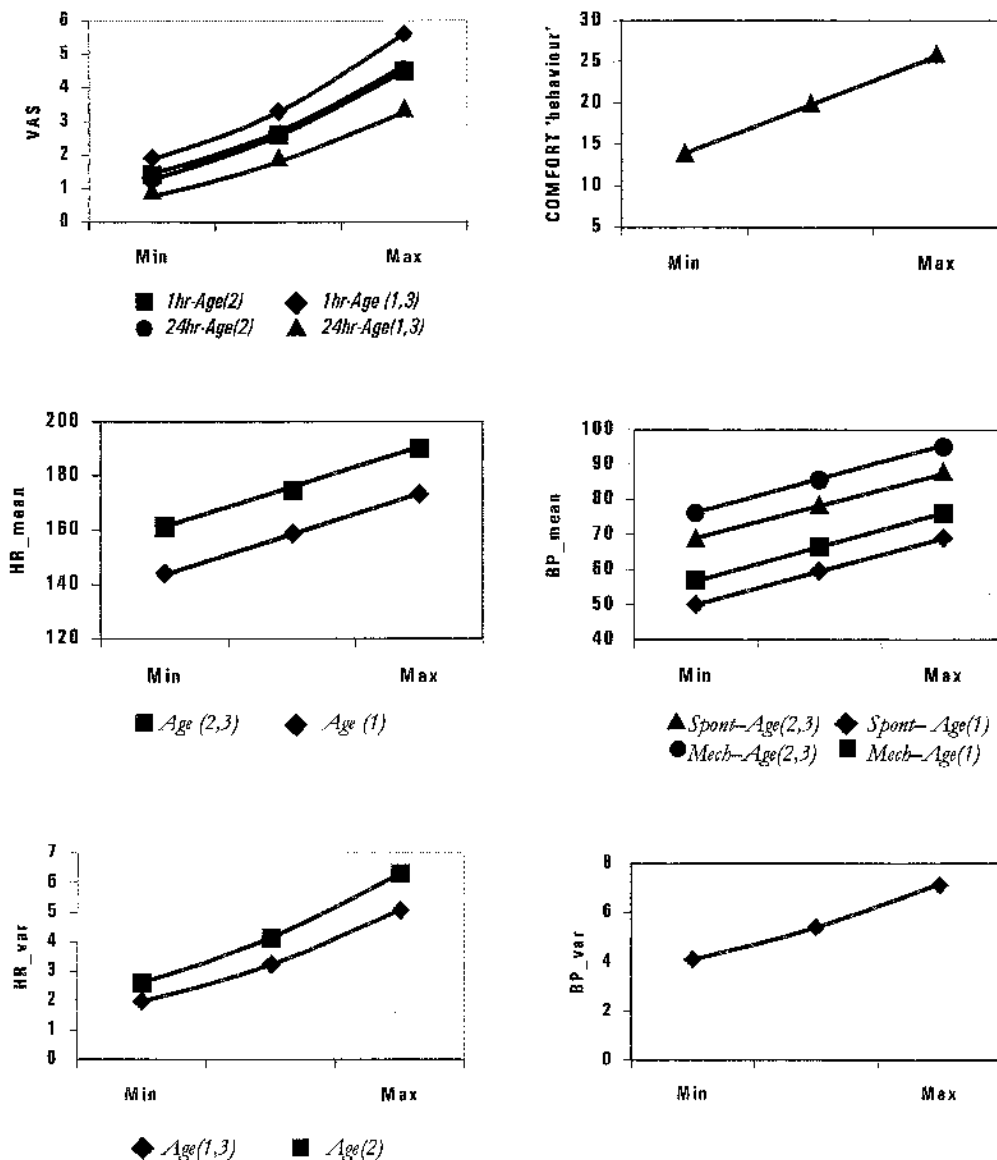 VAS
6
5
4
3
2
1
0
Min Max
1hr-Age(2) 1hr-Age (1,3)
24hr-Age(2) 24hr-Age(1,3)
COMFORT 'behaviour'
30
25
20
15
10
5
Min Max
HR_mean
200
180
160
140
120
Min Max
Age (2,3) Age (1)
BP_mean
100
90
80
70
60
50
40
Min Max
Spont-Age(2,3) Spont-Age(1)
Mech-Age(2,3) Mech-Age(1)
HR_var
7
6
5
4
3
2
1
0
Min Max
Age(1,3) Age(2)
BP_var
8
6
4
2
0
Min Max